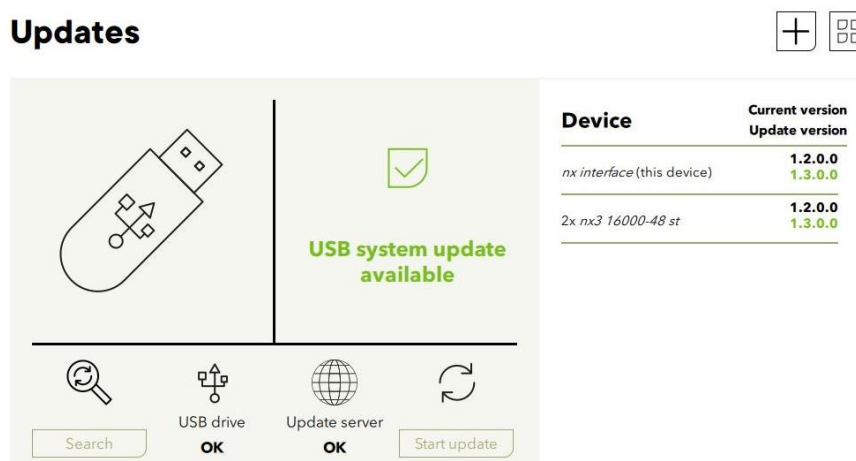 Updates
USB system update
available
Search
USB drive
OK
Update server
OK
Start update
Device
Current version
Update version
nx interface (this device)
1.2.0.0
1.3.0.0
2x nx3 16000-48 st
1.2.0.0
1.3.0.0